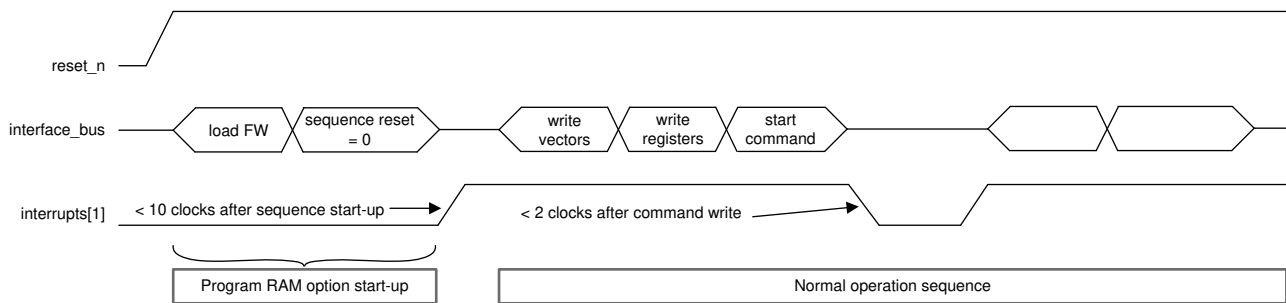 reset_n
interface_bus
load FW
sequence reset
= 0
write
vectors
write
registers
start
command
interrupts[1]
< 10 clocks after sequence start-up
< 2 clocks after command write
Program RAM option start-up
Normal operation sequence